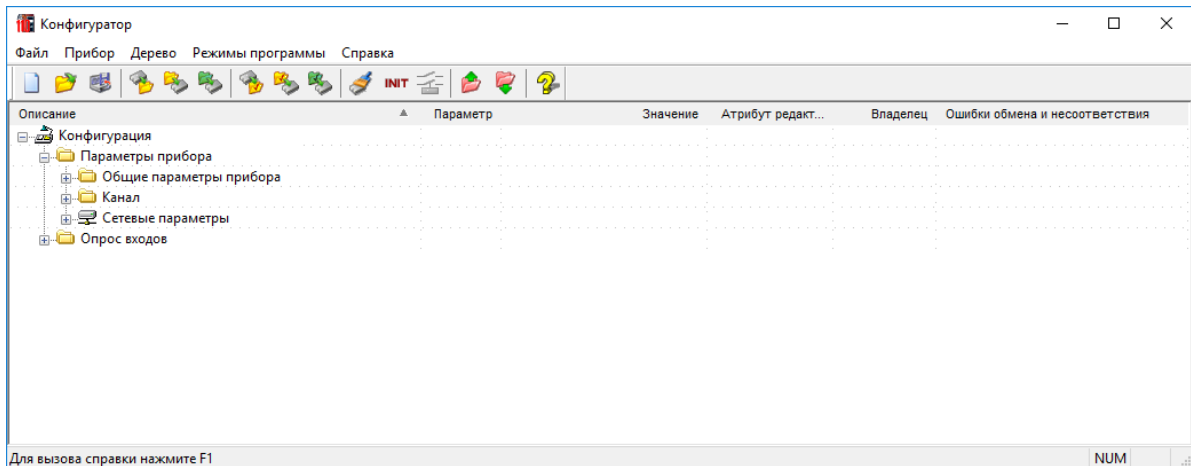 Конфигуратор
Файл Прибор Дерево Режимы программы Справка
INIT
Описание Параметр Значение Атрибут редакт... Владелец Ошибки обмена и несоответствия
Конфигурация
Параметры прибора
Общие параметры прибора
Канал
Сетевые параметры
Опрос входов
Для вызова справки нажмите F1 NUM